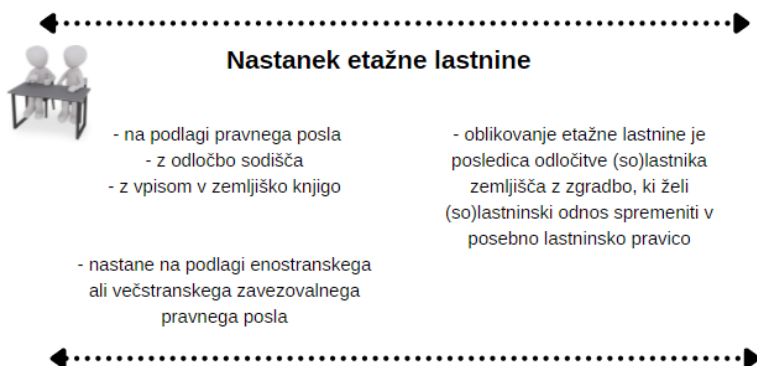 Nastanek etažne lastnine
- na podlagi pravnega posla
- z odločbo sodišča
- z vpisom v zemljiško knjigo
- nastane na podlagi enostranskega
ali večstranskega zavezovalnega
pravnega posla
- oblikovanje etažne lastnine je
posledica odločitve (so)lastnika
zemljišča z zgradbo, ki želi
(so)lastninski odnos spremeniti v
posebno lastninsko pravico